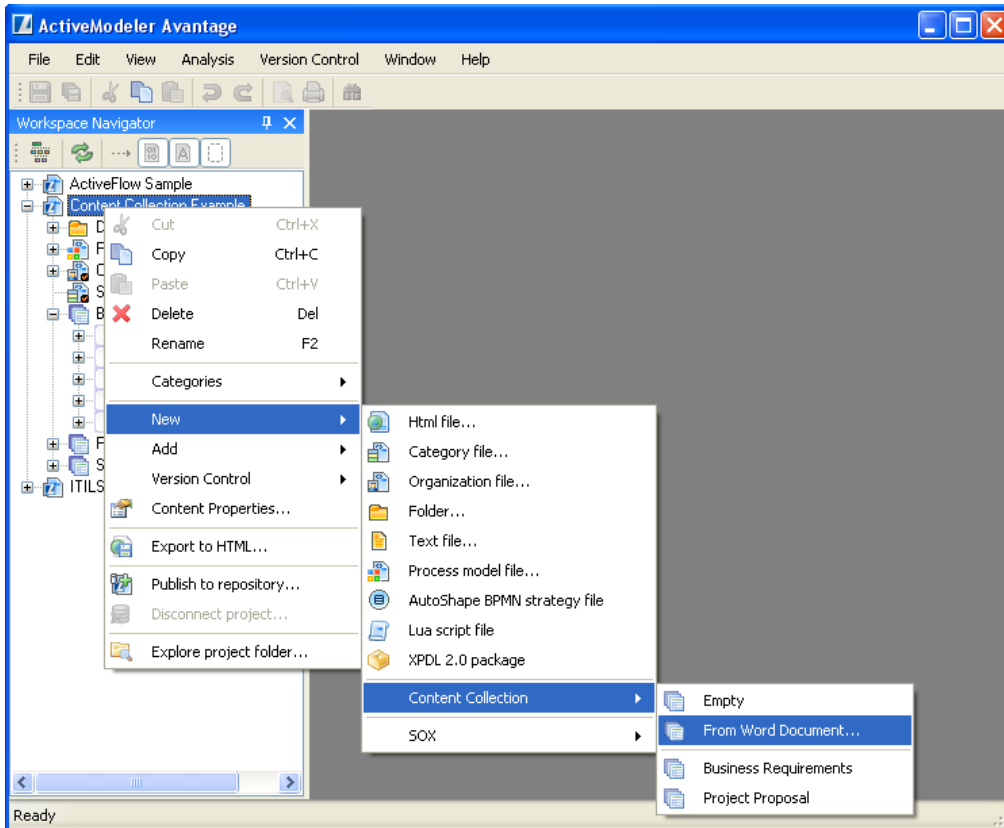 ActiveModeler Avantage
File Edit View Analysis Version Control Window Help
Workspace Navigator
ActiveFlow Sample
Content Collection Example
D
F
C
S
B
F
S
ITILS
Cut Ctrl+X
Copy Ctrl+C
Paste Ctrl+V
Delete Del
Rename F2
Categories
New
Add
Version Control
Content Properties...
Export to HTML...
Publish to repository...
Disconnect project...
Explore project folder...
Html file...
Category file...
Organization file...
Folder...
Text file...
Process model file...
AutoShape BPMN strategy file
Lua script file
XPDL 2.0 package
Content Collection
SOX
Empty
From Word Document...
Business Requirements
Project Proposal
Ready